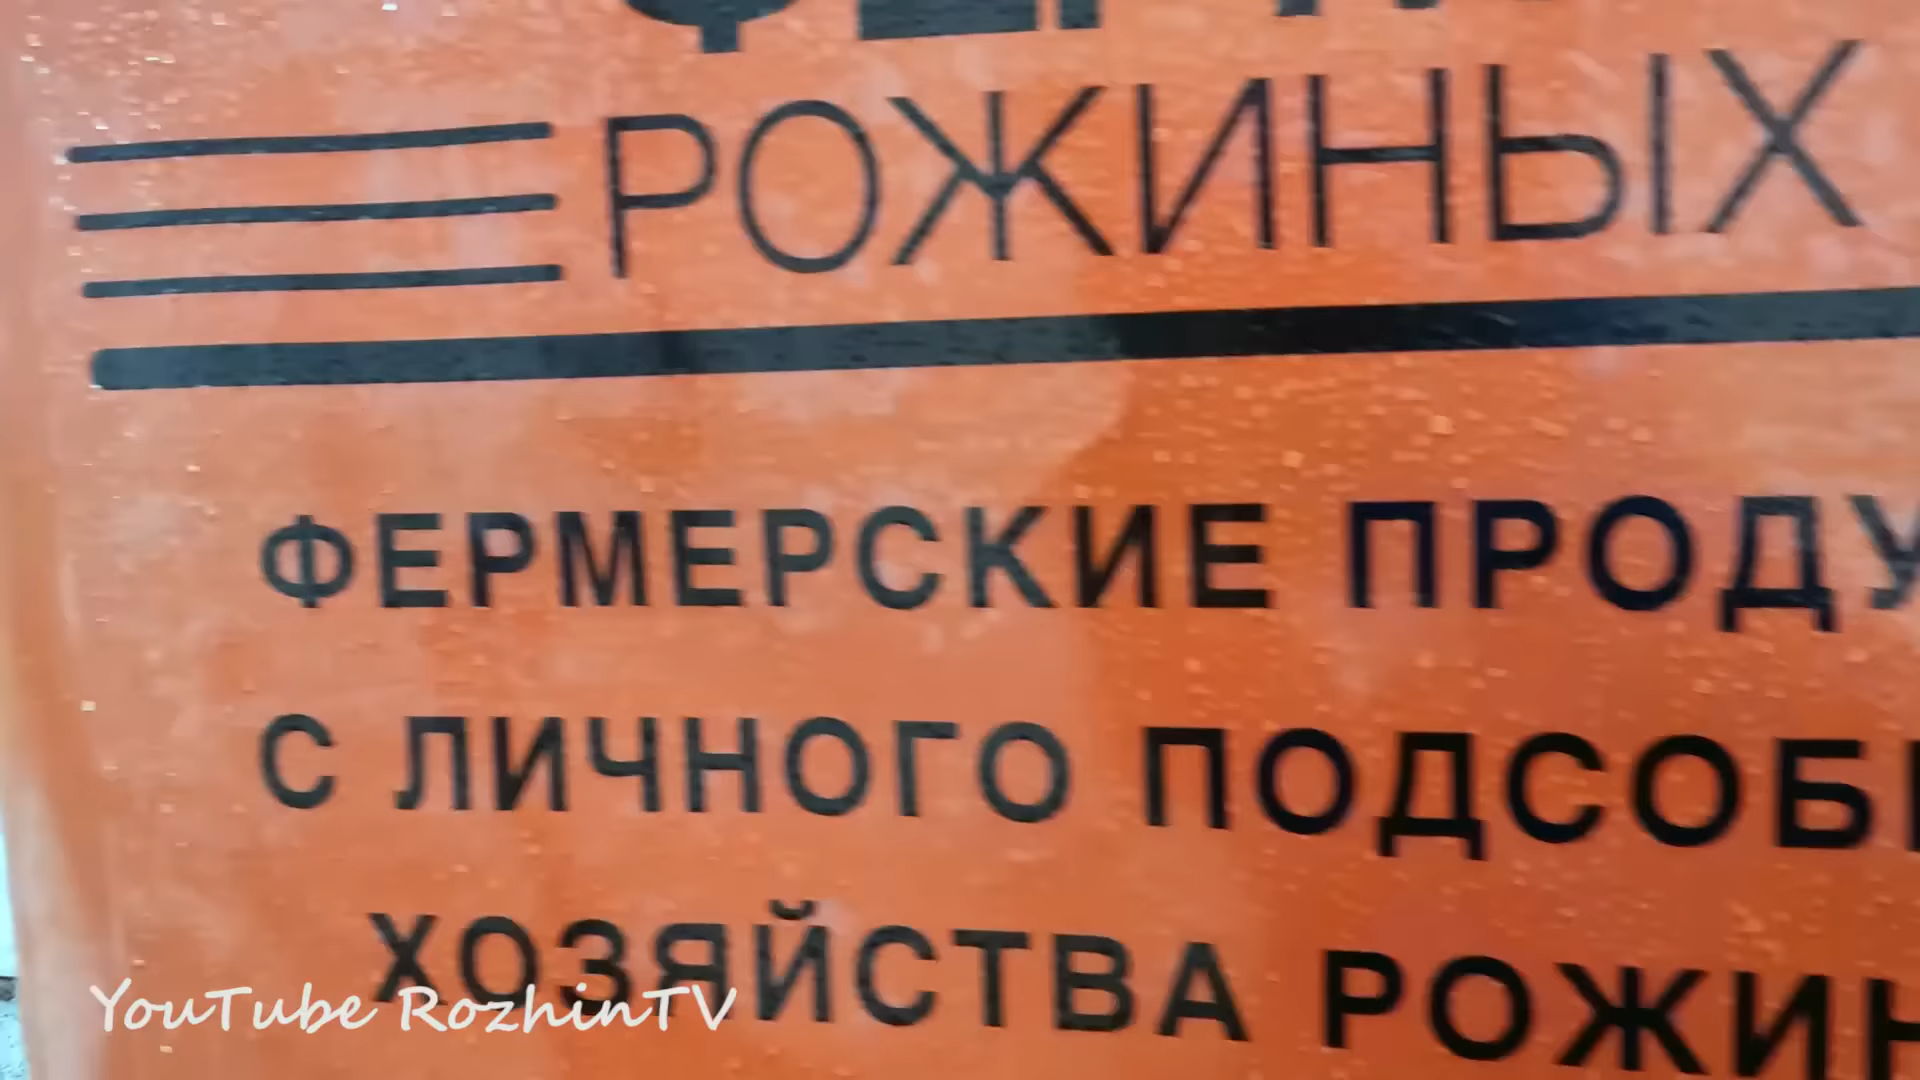 РОЖИНЫХ
ФЕРМЕРСКИЕ ПРОДУ
С ЛИЧНОГО ПОДСОБ
ХОЗЯЙСТВА РОЖИН
YouTube RozhinTV